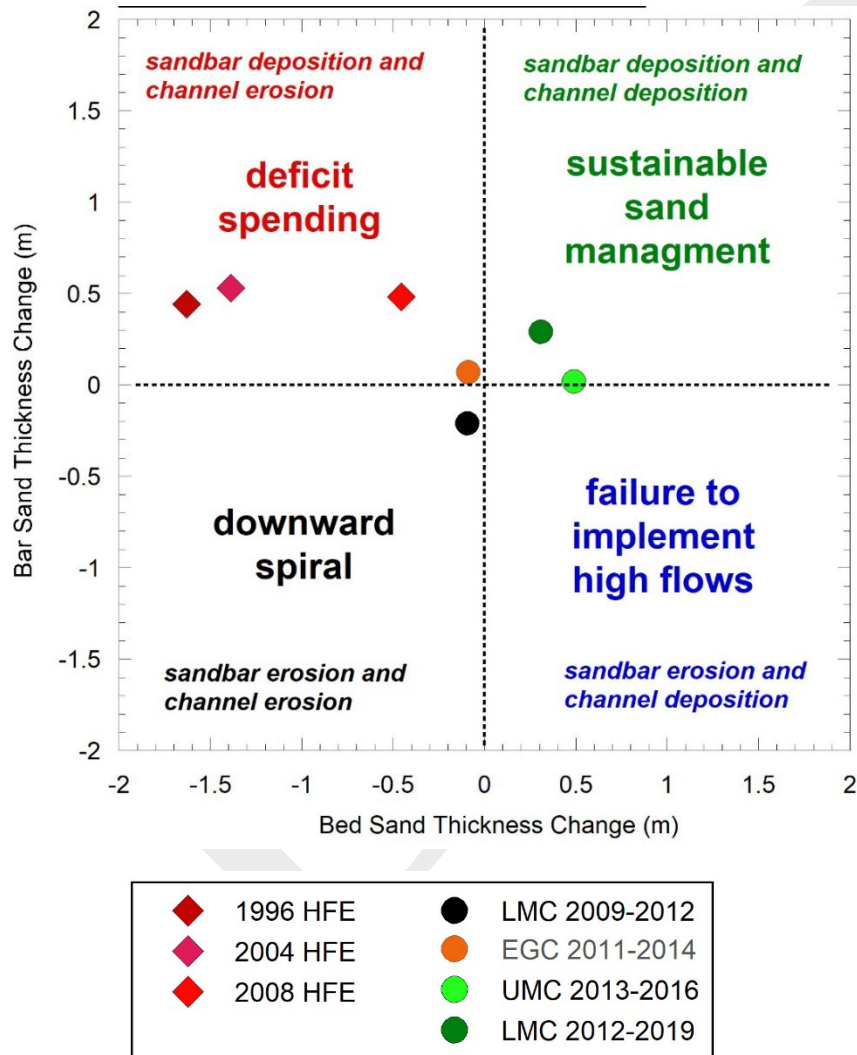 2
1.5
1
0.5
0
-0.5
-1
-1.5
-2
Bar Sand Thickness Change (m)
sandbar deposition and
channel erosion
deficit
spending
sandbar deposition and
channel deposition
sustainable
sand
managment
downward
spiral
sandbar erosion and
channel erosion
failure to
implement
high flows
sandbar erosion and
channel deposition
-2 -1.5 -1 -0.5 0 0.5 1 1.5 2
Bed Sand Thickness Change (m)
1996 HFE
2004 HFE
2008 HFE
LMC 2009-2012
EGC 2011-2014
UMC 2013-2016
LMC 2012-2019